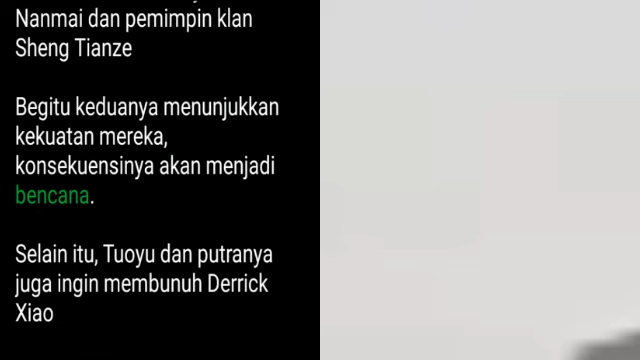 Nanmai dan pemimpin klan
Sheng Tianze
Begitu keduanya menunjukkan
kekuatan mereka,
konsekuensinya akan menjadi
bencana.
Selain itu, Tuoyu dan putranya
juga ingin membunuh Derrick
Xiao